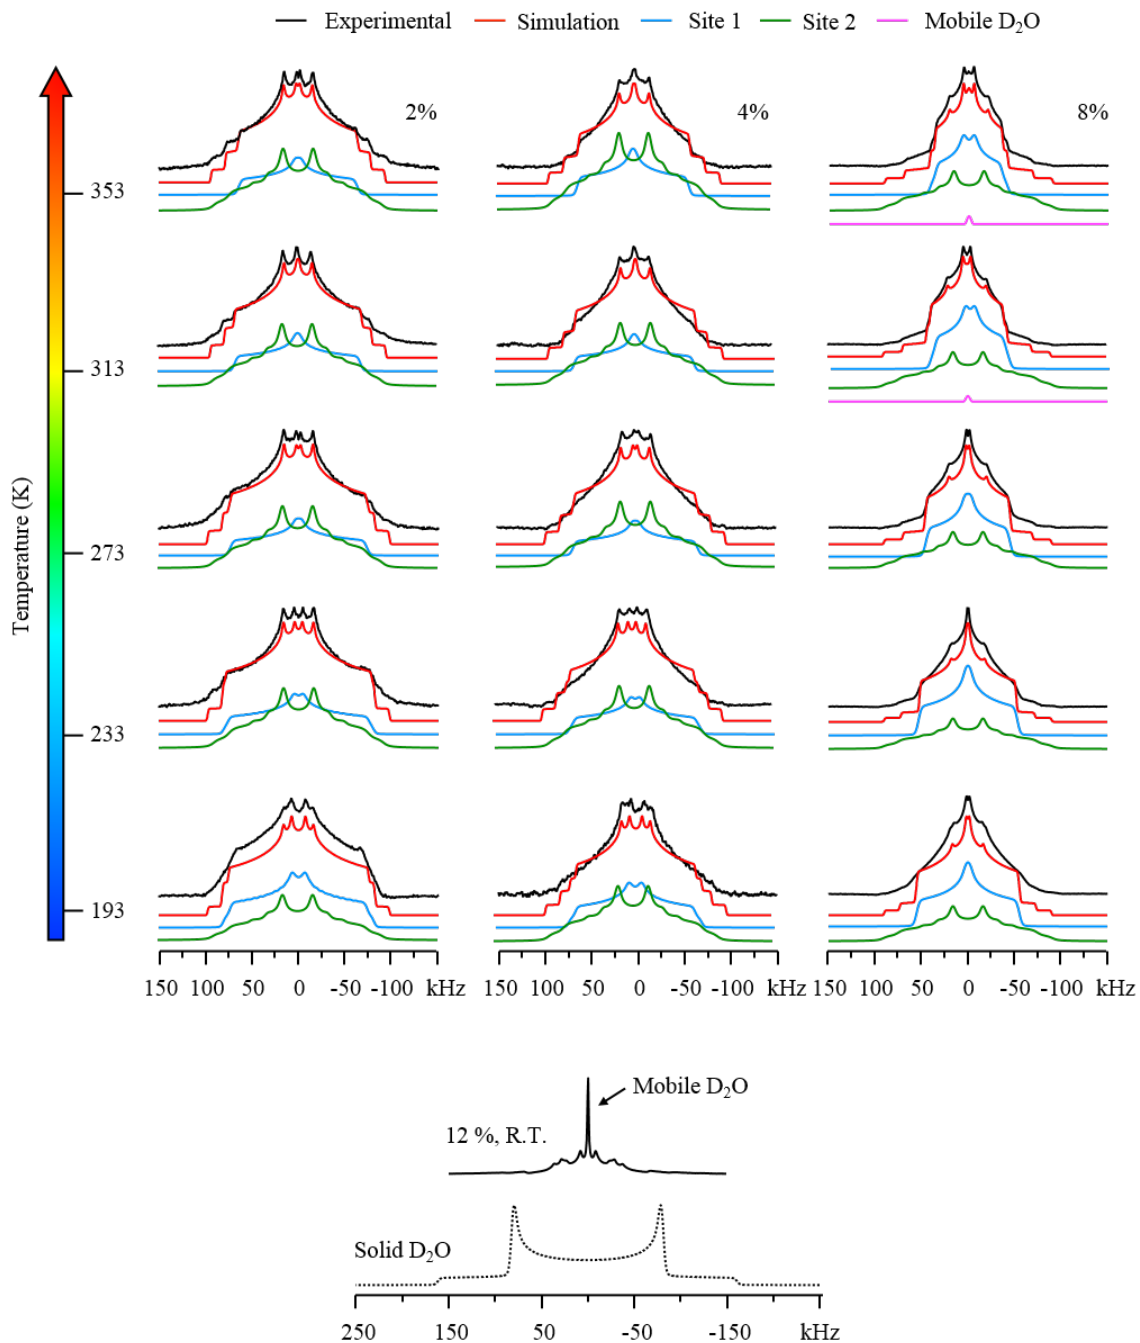 Experimental Simulation Site 1 Site 2 Mobile D₂O
2% 4% 8%
353
313
273
233
193
Temperature (K)
150 100 50 0 -50 -100 kHz 150 100 50 0 -50 -100 kHz 150 100 50 0 -50 -100 kHz
Mobile D₂O
12 %, R.T.
Solid D₂O
250 150 50 -50 -150 kHz